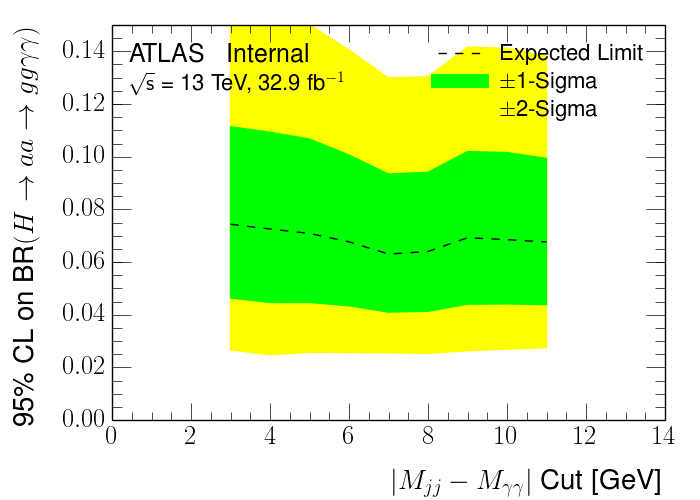 ATLAS Internal
√s = 13 TeV, 32.9 fb⁻¹
Expected Limit
±1-Sigma
±2-Sigma
95% CL on BR(H → aa → ggγγ)
0.14
0.12
0.10
0.08
0.06
0.04
0.02
0.00
0 2 4 6 8 10 12 14
|M_jj − M_γγ| Cut [GeV]